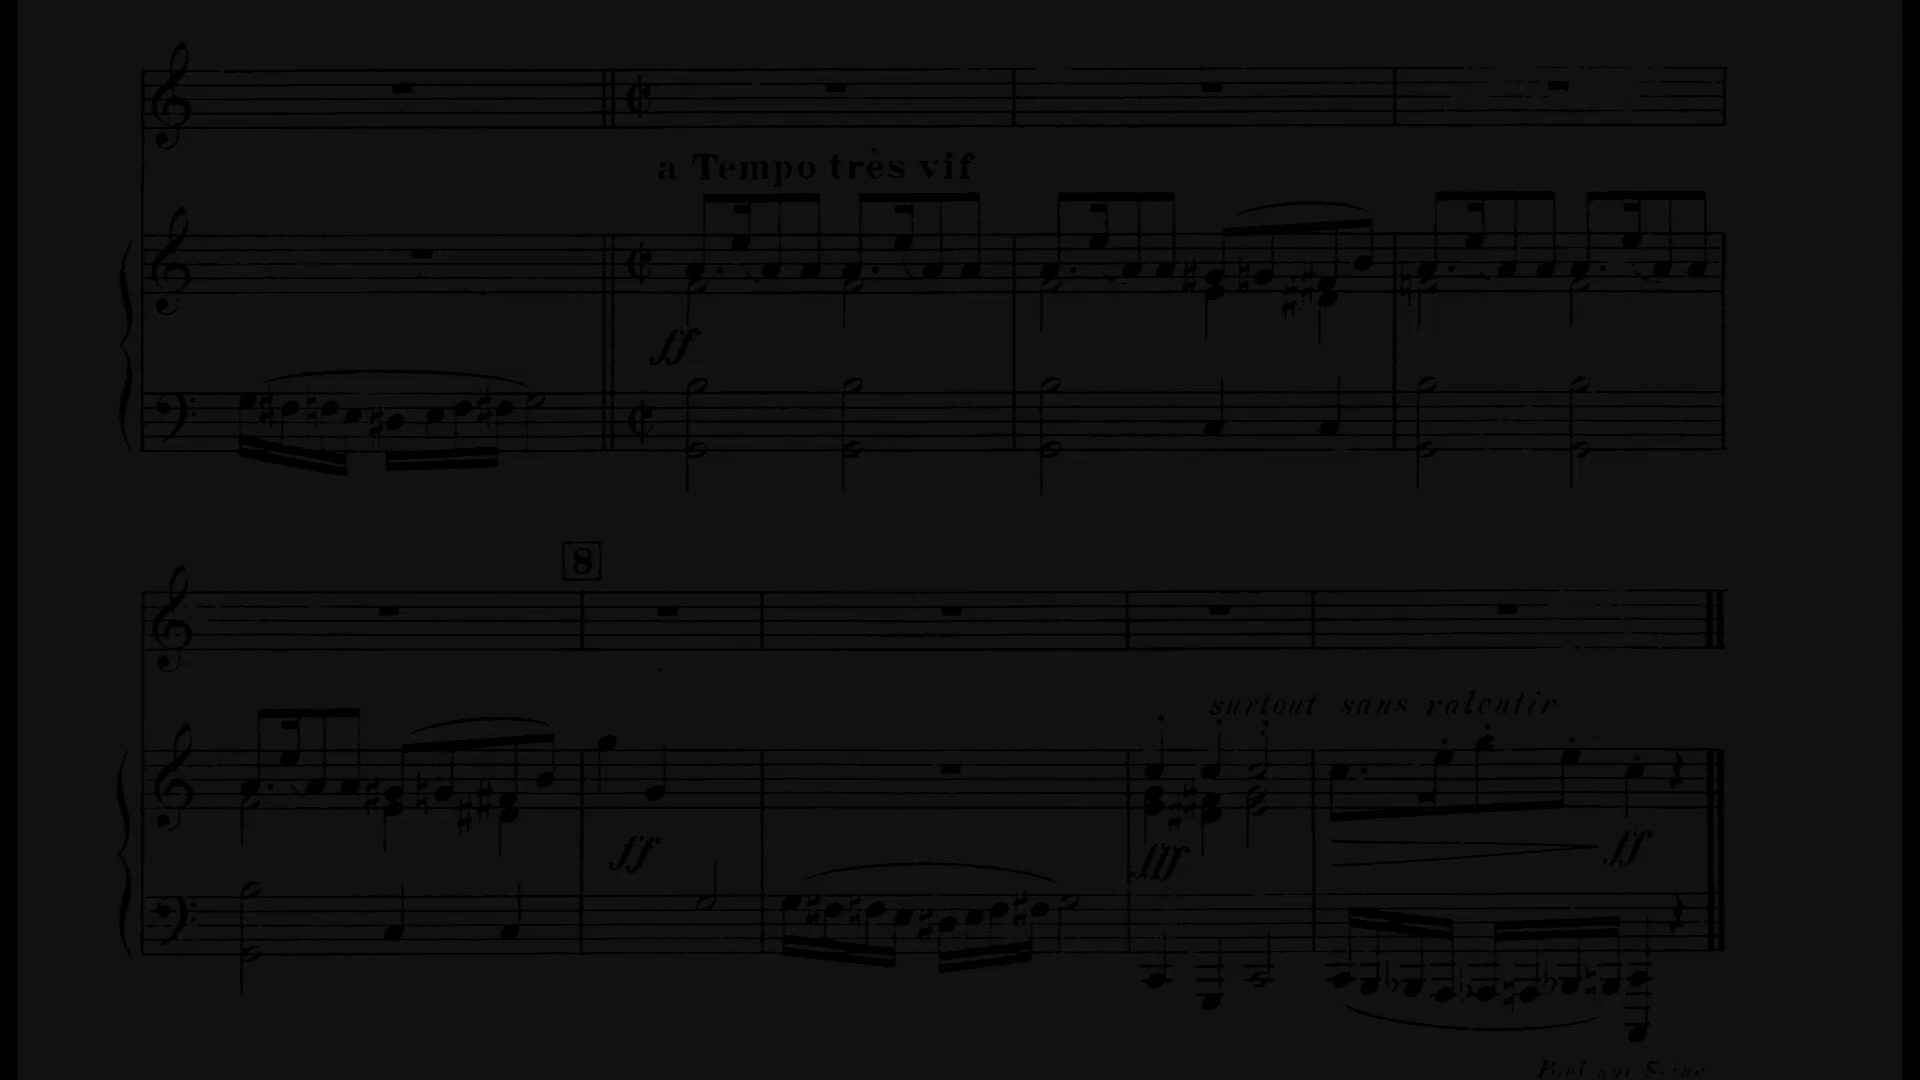 a Tempo très vif
ff
8
surtout sans ralentir
ff
fff
ff